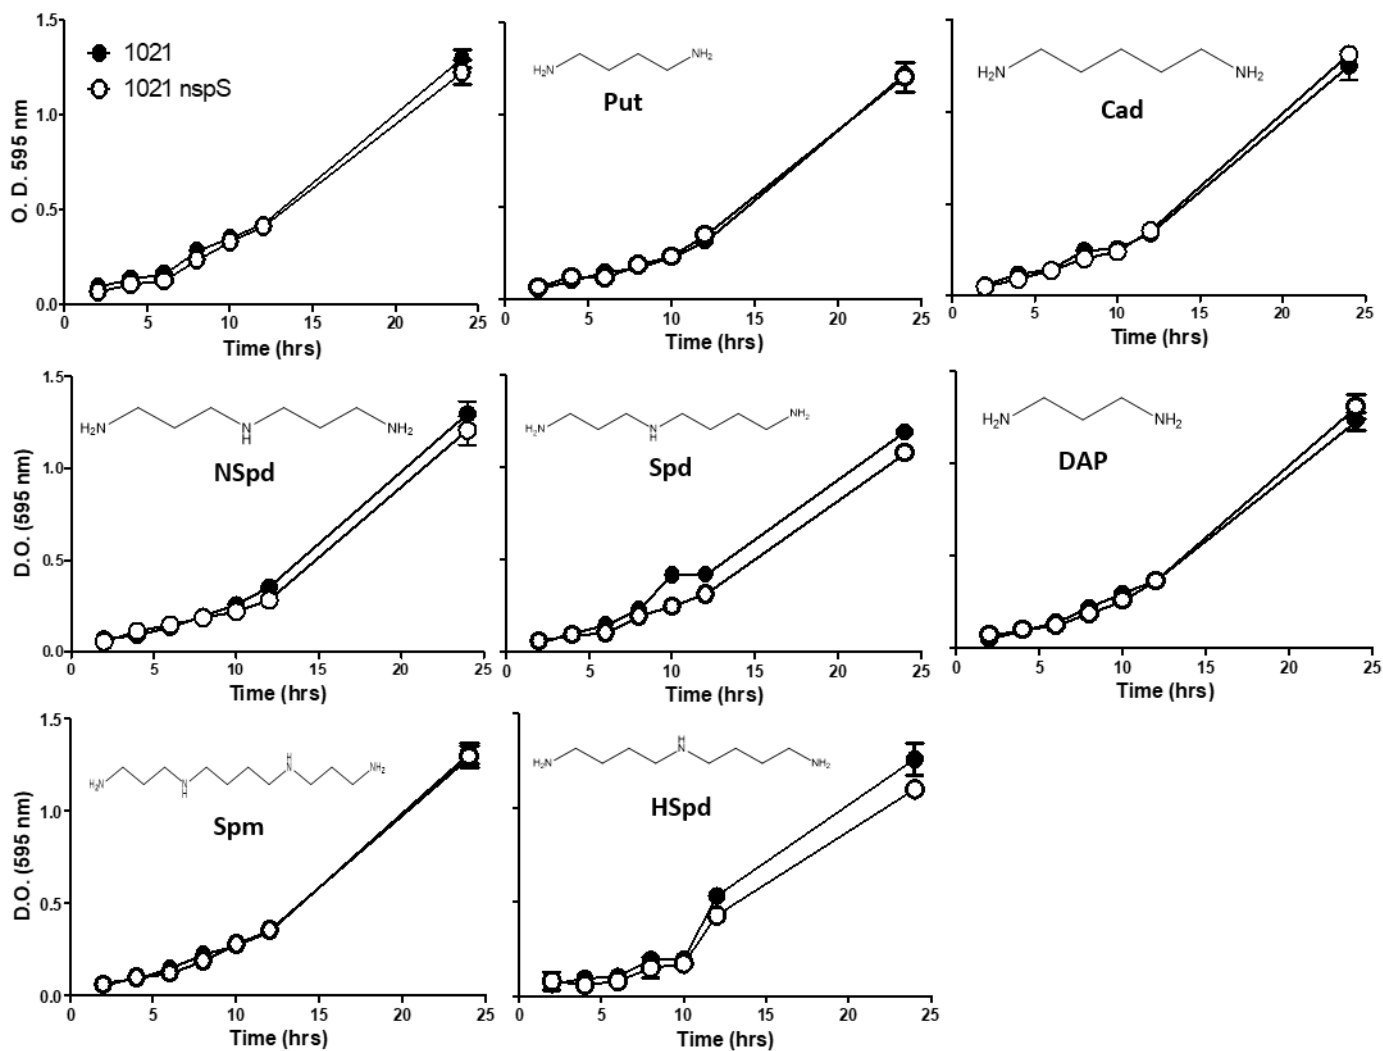 1.5
1.0
0.5
0.0
O. D. 595 nm
1021
1021 nspS
0 5 10 15 20 25
Time (hrs)
H₂N NH₂
Put
0 5 10 15 20 25
Time (hrs)
H₂N NH₂
Cad
0 5 10 15 20 25
Time (hrs)
1.5
1.0
0.5
0.0
D.O. (595 nm)
H₂N N H NH₂
NSpd
0 5 10 15 20 25
Time (hrs)
H₂N N H NH₂
Spd
0 5 10 15 20 25
Time (hrs)
H₂N NH₂
DAP
0 5 10 15 20 25
Time (hrs)
1.5
1.0
0.5
0.0
D.O. (595 nm)
H₂N N H H N NH₂
Spm
0 5 10 15 20 25
Time (hrs)
H₂N H N NH₂
HSpd
0 5 10 15 20 25
Time (hrs)